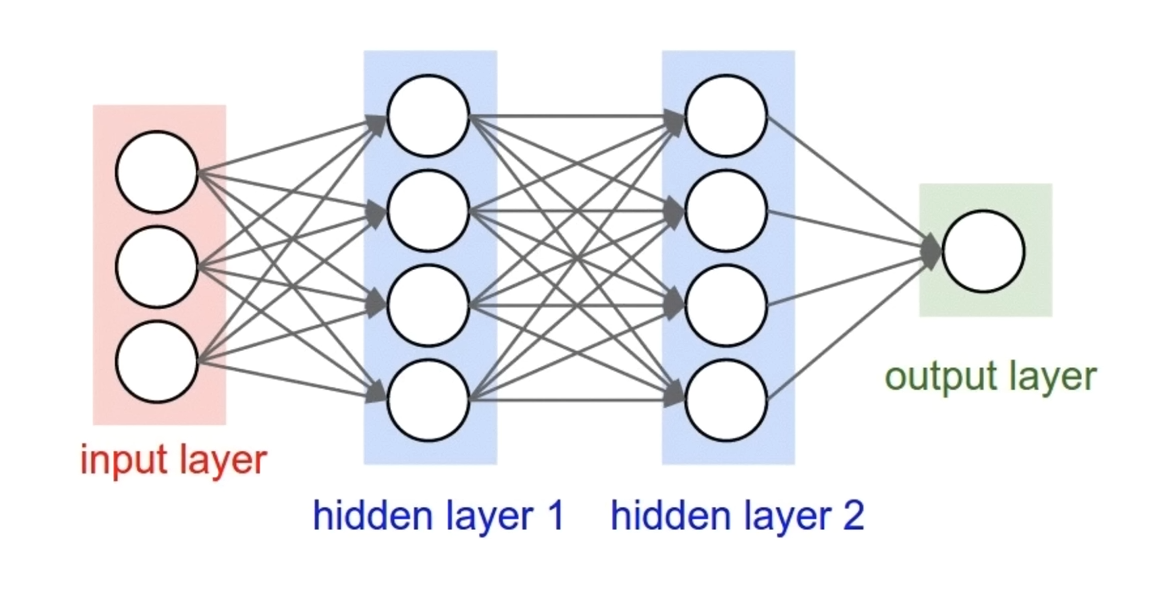 input layer
hidden layer 1
hidden layer 2
output layer